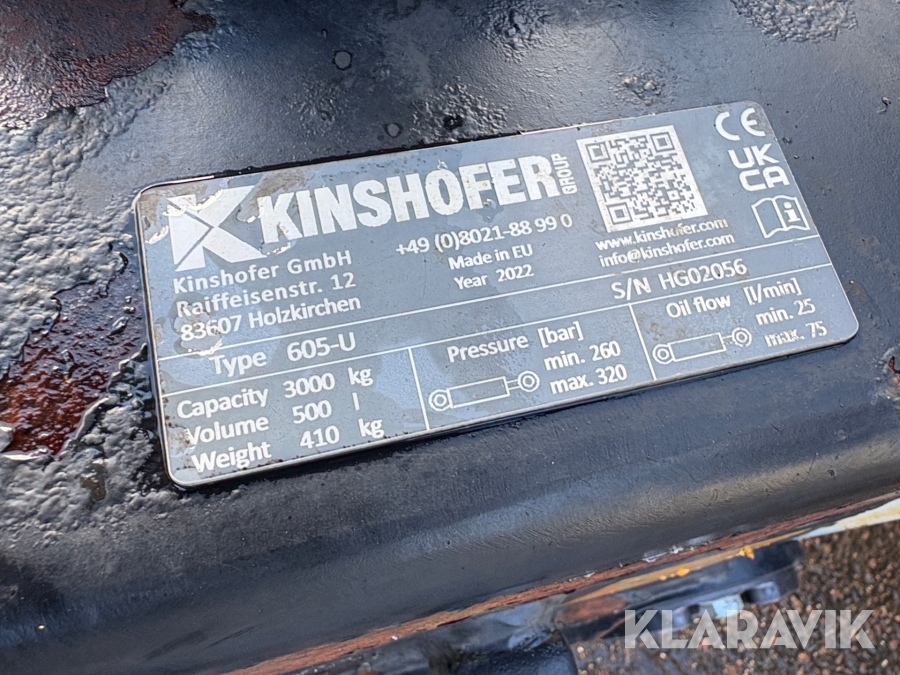 KINSHOFER GROUP
Kinshofer GmbH
Raiffeisenstr. 12
83607 Holzkirchen
+49 (0)8021-88 99 0
Made in EU
Year 2022
www.kinshofer.com
info@kinshofer.com
CE
UK
CA
i
S/N HG02056
Type 605-U
Capacity 3000 kg
Volume 500 l
Weight 410 kg
Pressure [bar]
min. 260
max. 320
Oil flow [l/min]
min. 25
max. 75
KLARAVIK